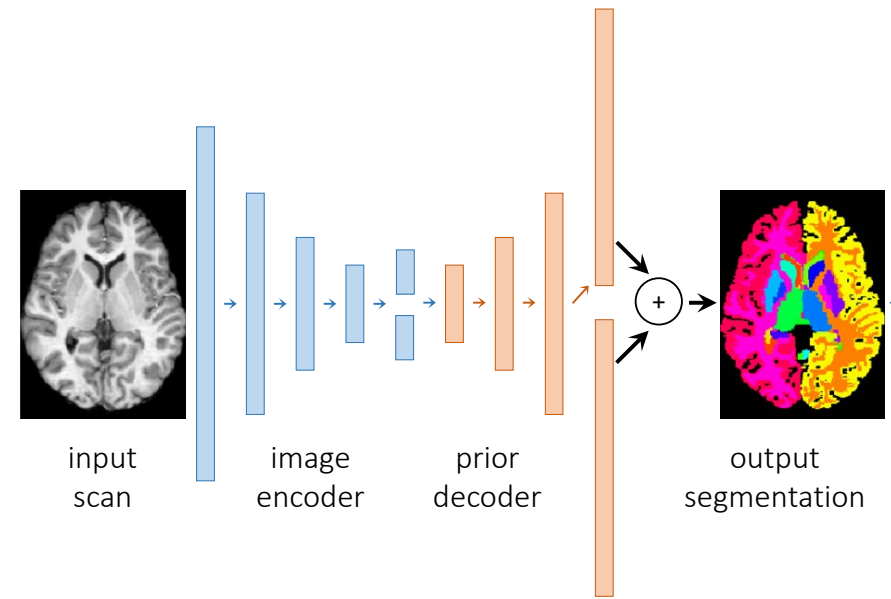 +
input
scan
image
encoder
prior
decoder
output
segmentation